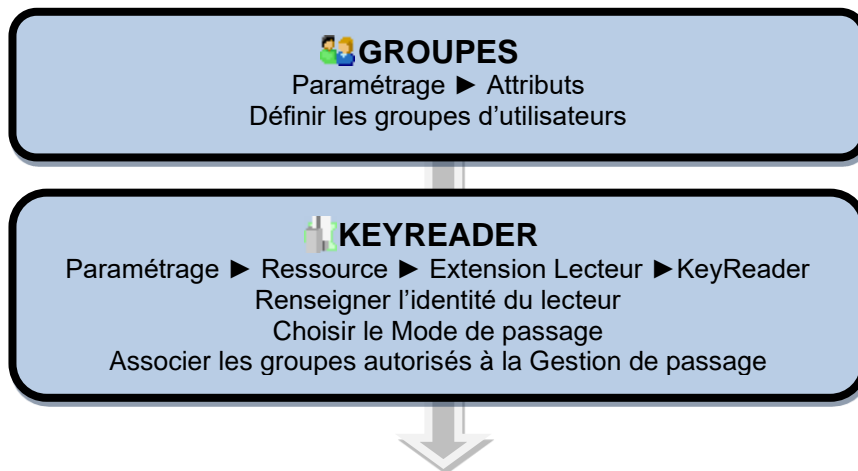 GROUPES
Paramétrage ► Attributs
Définir les groupes d’utilisateurs
KEYREADER
Paramétrage ► Ressource ► Extension Lecteur ►KeyReader
Renseigner l’identité du lecteur
Choisir le Mode de passage
Associer les groupes autorisés à la Gestion de passage